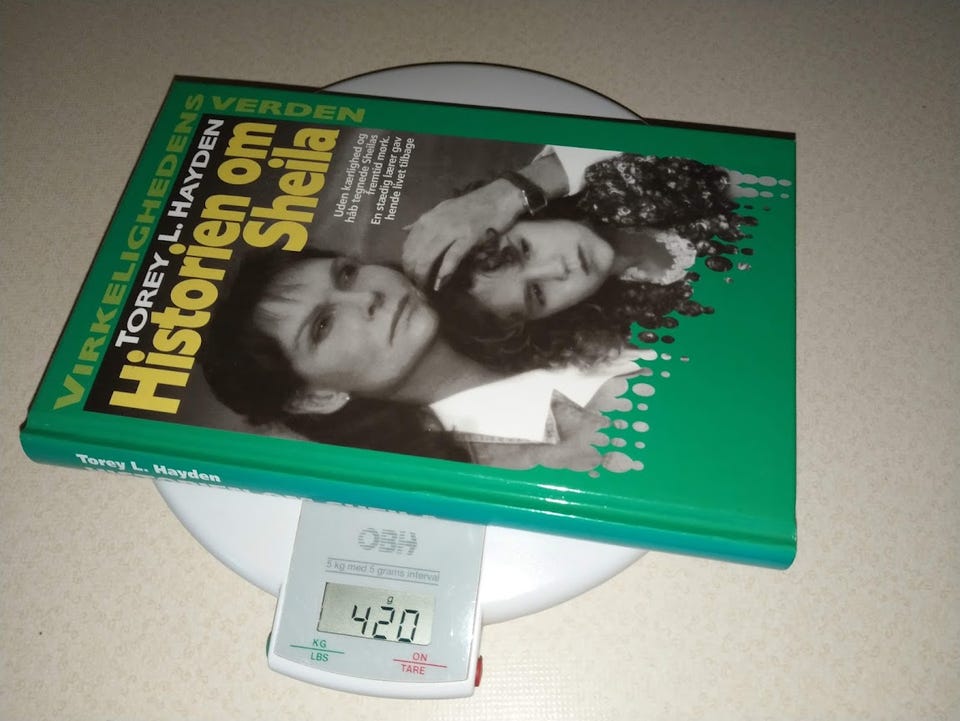 VIRKELIGHEDENS VERDEN
TOREY L. HAYDEN
Historien om
Sheila
Uden kærlighed og
håb tegnede Sheilas
fremtid mørk.
En stædig lærer gav
hende livet tilbage
Torey L. Hayden
OBH
5 kg med 5 grams interval
g
420
KG
LBS
ON
TARE